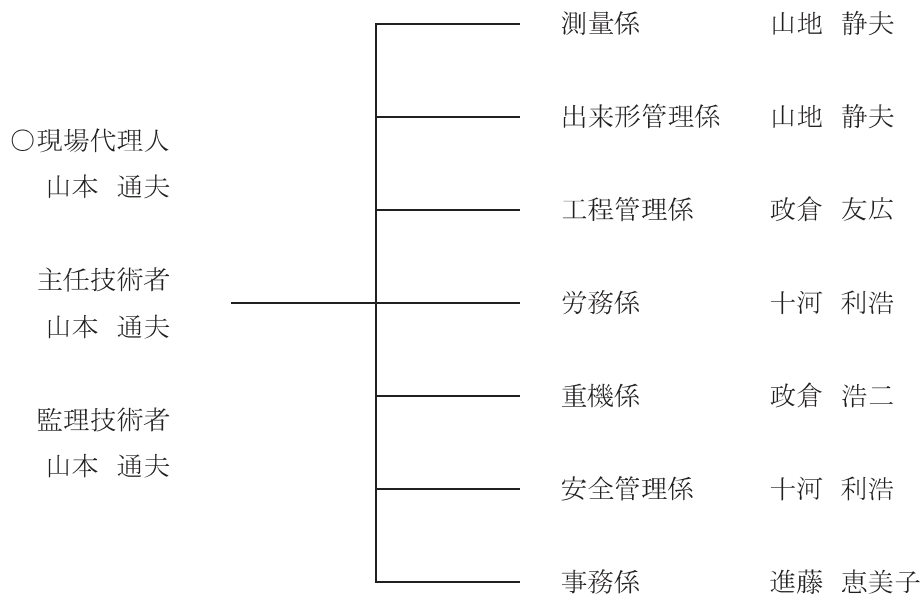 〇現場代理人
山本 通夫
主任技術者
山本 通夫
監理技術者
山本 通夫
測量係 山地 静夫
出来形管理係 山地 静夫
工程管理係 政倉 友広
労務係 十河 利浩
重機係 政倉 浩二
安全管理係 十河 利浩
事務係 進藤 恵美子